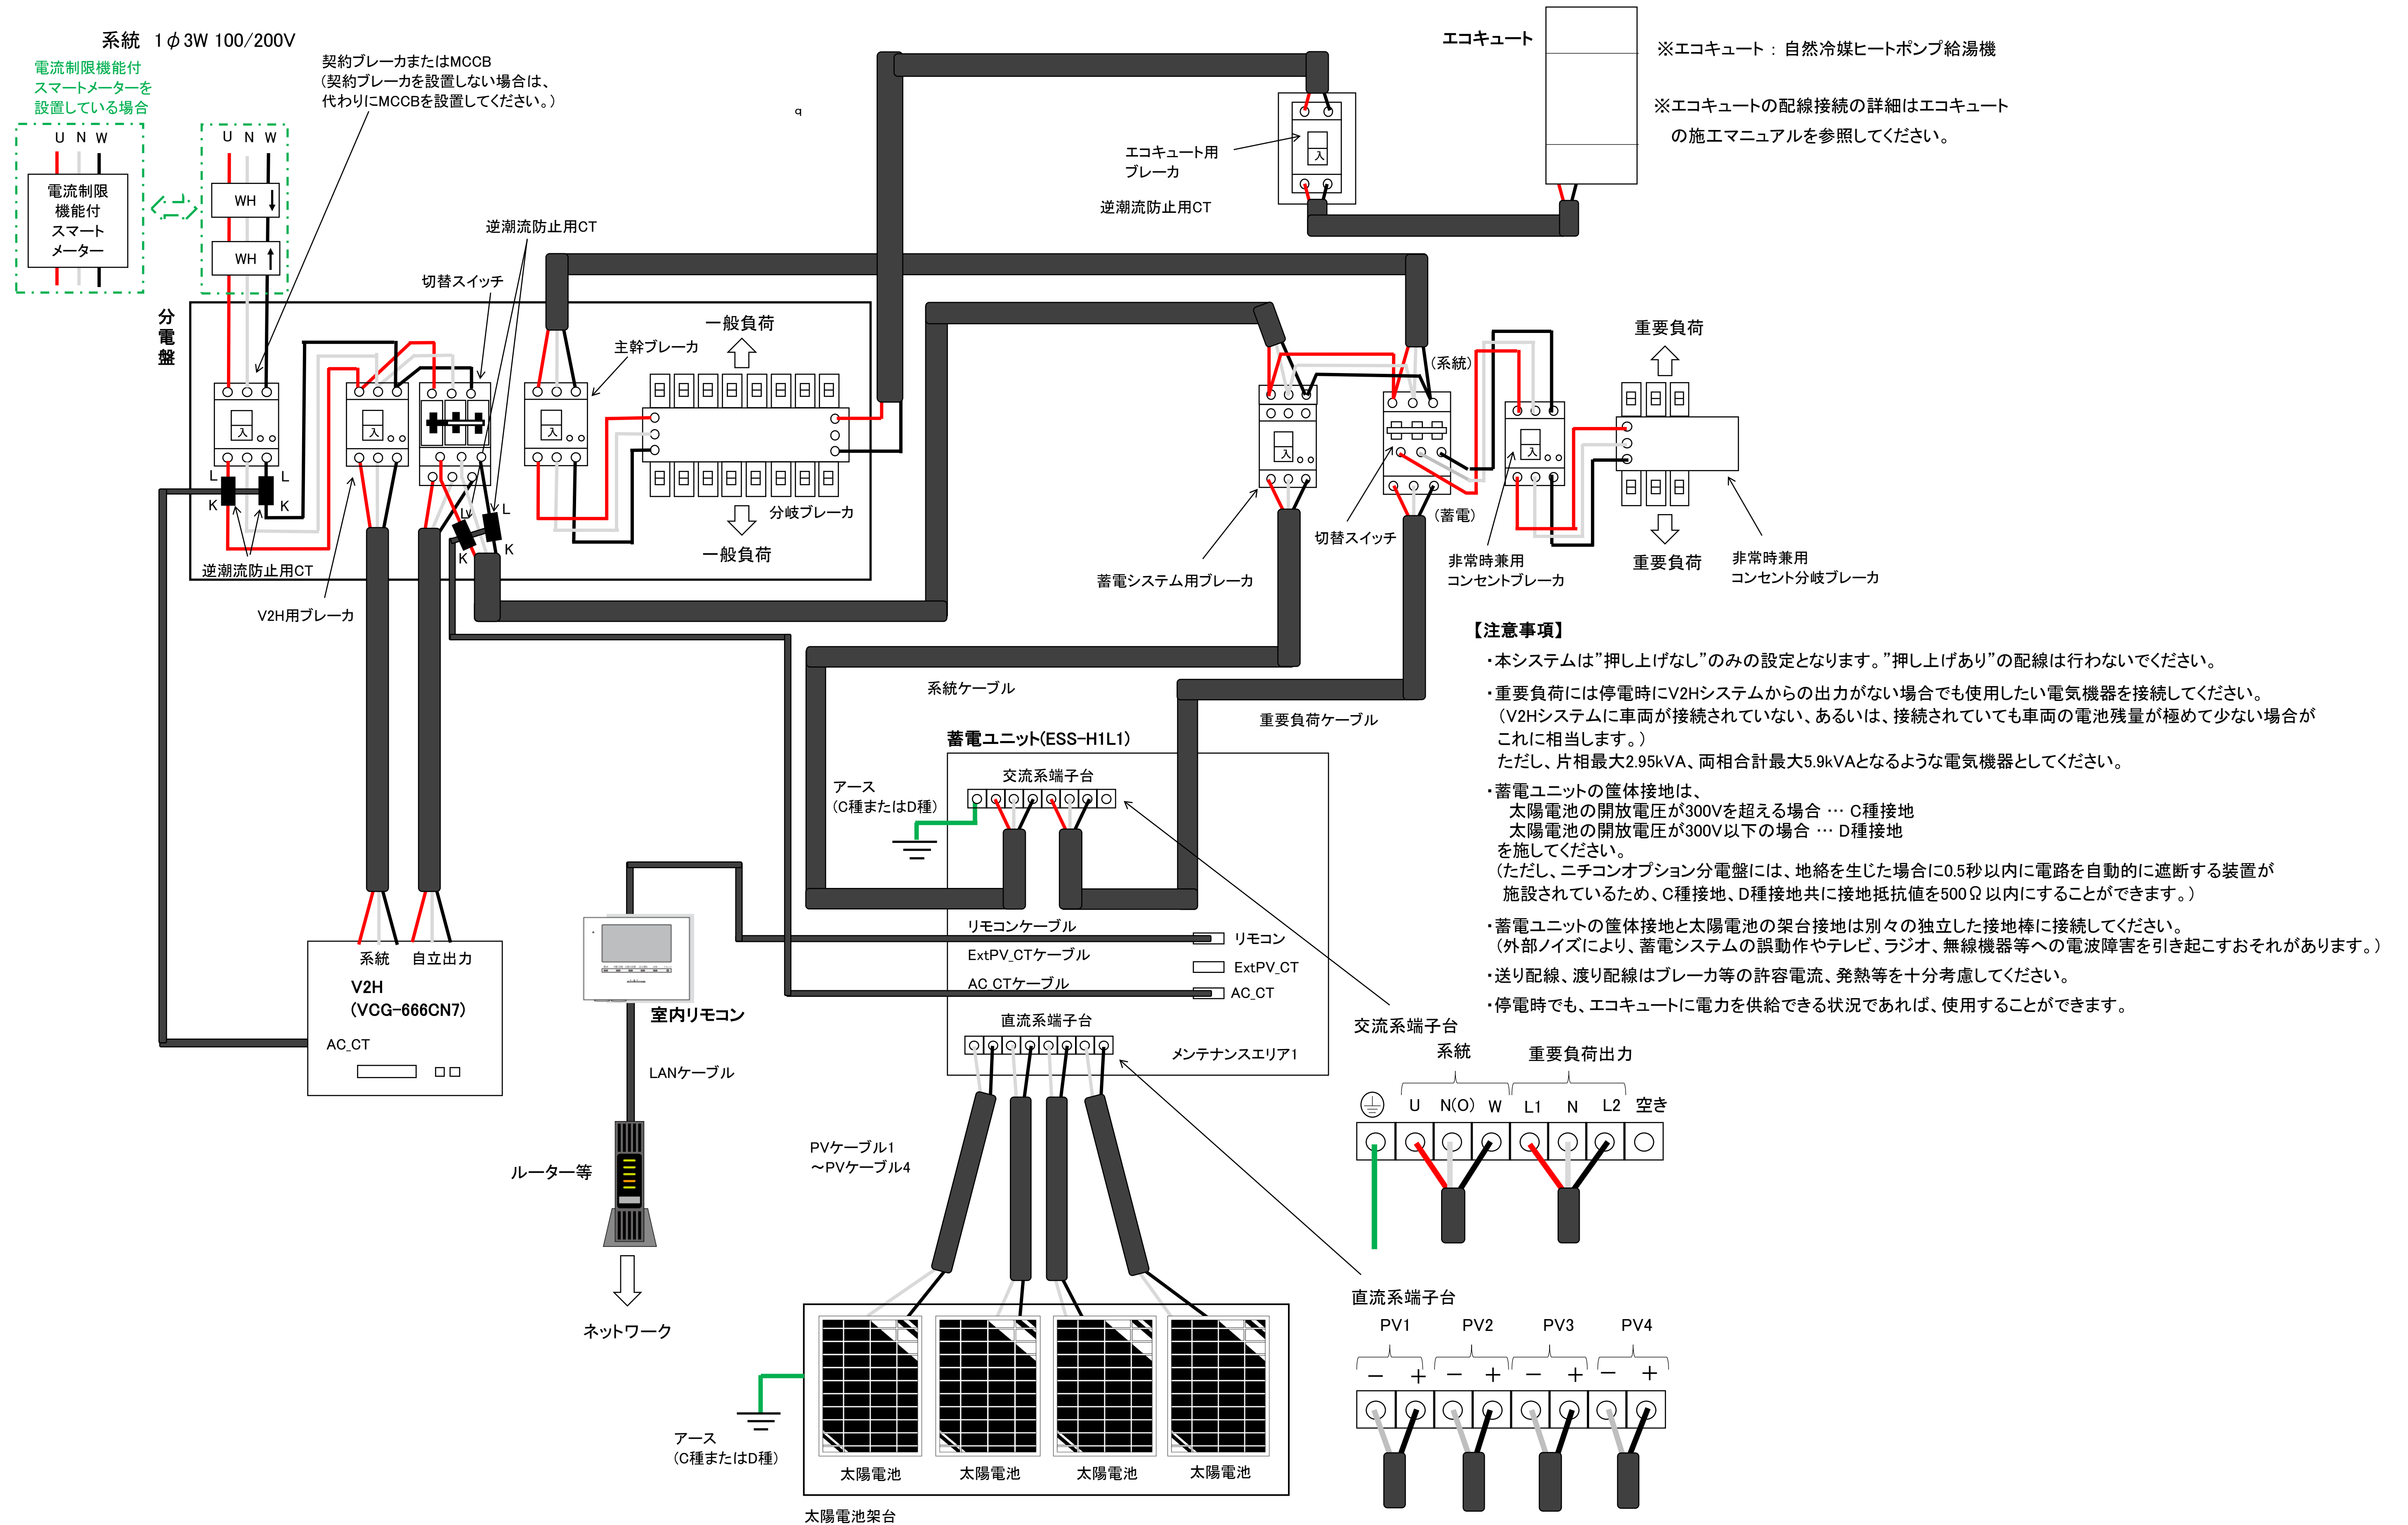 系統 1φ3W 100/200V
電流制限機能付
スマートメーターを
設置している場合
U N W
電流制限
機能付
スマート
メーター
U N W
WH
WH
契約ブレーカまたはMCCB
(契約ブレーカを設置しない場合は、
代わりにMCCBを設置してください。)
q
エコキュート
※エコキュート : 自然冷媒ヒートポンプ給湯機
※エコキュートの配線接続の詳細はエコキュート
の施工マニュアルを参照してください。
エコキュート用
ブレーカ
入
逆潮流防止用CT
逆潮流防止用CT
切替スイッチ
分電盤
主幹ブレーカ
一般負荷
入
入
入
L
L
K
K
L
L
K
K
逆潮流防止用CT
分岐ブレーカ
一般負荷
V2H用ブレーカ
(系統)
重要負荷
入
入
(蓄電)
切替スイッチ
蓄電システム用ブレーカ
非常時兼用
コンセントブレーカ
重要負荷
非常時兼用
コンセント分岐ブレーカ
系統ケーブル
重要負荷ケーブル
【注意事項】
・本システムは”押し上げなし”のみの設定となります。”押し上げあり”の配線は行わないでください。
・重要負荷には停電時にV2Hシステムからの出力がない場合でも使用したい電気機器を接続してください。
(V2Hシステムに車両が接続されていない、あるいは、接続されていても車両の電池残量が極めて少ない場合が
これに相当します。)
ただし、片相最大2.95kVA、両相合計最大5.9kVAとなるような電気機器としてください。
・蓄電ユニットの筐体接地は、
太陽電池の開放電圧が300Vを超える場合 … C種接地
太陽電池の開放電圧が300V以下の場合 … D種接地
を施してください。
(ただし、ニチコンオプション分電盤には、地絡を生じた場合に0.5秒以内に電路を自動的に遮断する装置が
施設されているため、C種接地、D種接地共に接地抵抗値を500Ω以内にすることができます。)
・蓄電ユニットの筐体接地と太陽電池の架台接地は別々の独立した接地棒に接続してください。
(外部ノイズにより、蓄電システムの誤動作やテレビ、ラジオ、無線機器等への電波障害を引き起こすおそれがあります。)
・送り配線、渡り配線はブレーカ等の許容電流、発熱等を十分考慮してください。
・停電時でも、エコキュートに電力を供給できる状況であれば、使用することができます。
蓄電ユニット(ESS-H1L1)
交流系端子台
アース
(C種またはD種)
リモコンケーブル
リモコン
ExtPV_CTケーブル
ExtPV_CT
AC_CTケーブル
AC_CT
直流系端子台
メンテナンスエリア1
系統
自立出力
V2H
(VCG-666CN7)
AC_CT
室内リモコン
LANケーブル
ルーター等
ネットワーク
PVケーブル1
～PVケーブル4
アース
(C種またはD種)
太陽電池
太陽電池
太陽電池
太陽電池
太陽電池架台
交流系端子台
系統
重要負荷出力
U N(O) W L1 N L2 空き
直流系端子台
PV1 PV2 PV3 PV4
－ ＋ － ＋ － ＋ － ＋